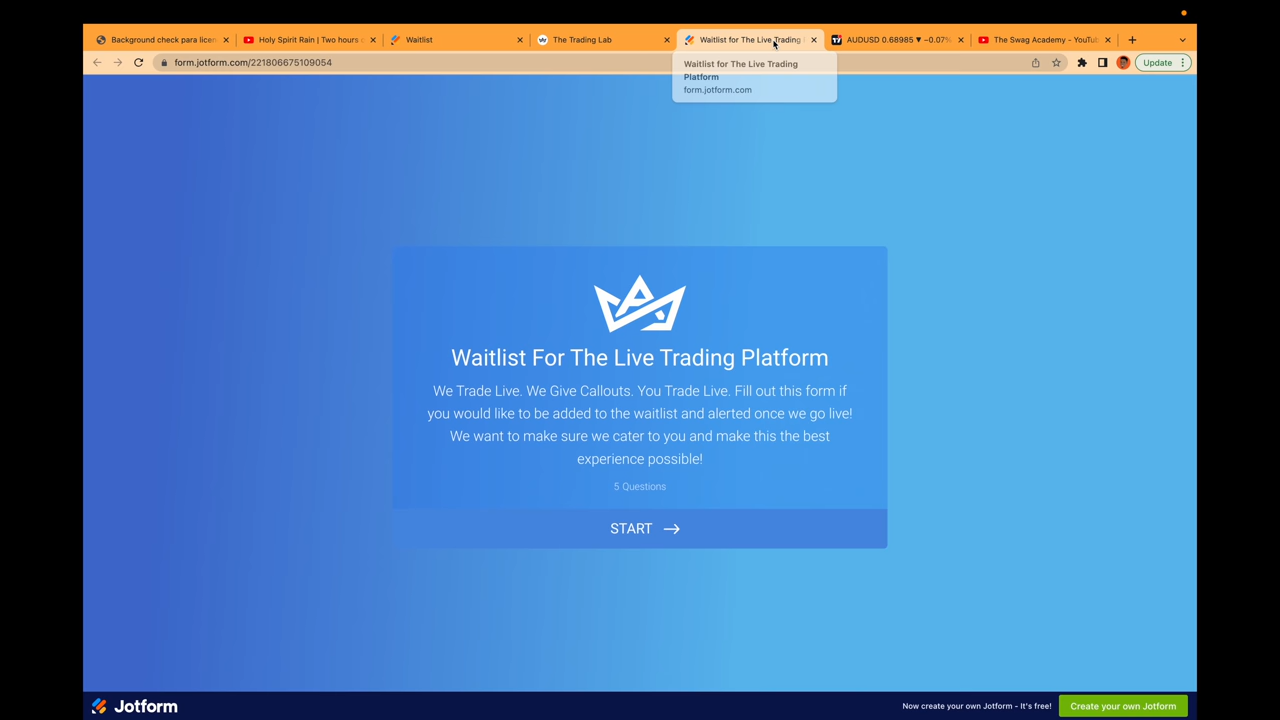 Background check para licen
Holy Spirit Rain | Two hours o
Waitlist
The Trading Lab
Waitlist for The Live Trading
AUDUSD 0.68985 ▼ −0.07%
The Swag Academy - YouTub
form.jotform.com/221806675109054
Update
Waitlist for The Live Trading
Platform
form.jotform.com
Waitlist For The Live Trading Platform
We Trade Live. We Give Callouts. You Trade Live. Fill out this form if
you would like to be added to the waitlist and alerted once we go live!
We want to make sure we cater to you and make this the best
experience possible!
5 Questions
START →
Jotform
Now create your own Jotform - It's free!
Create your own Jotform